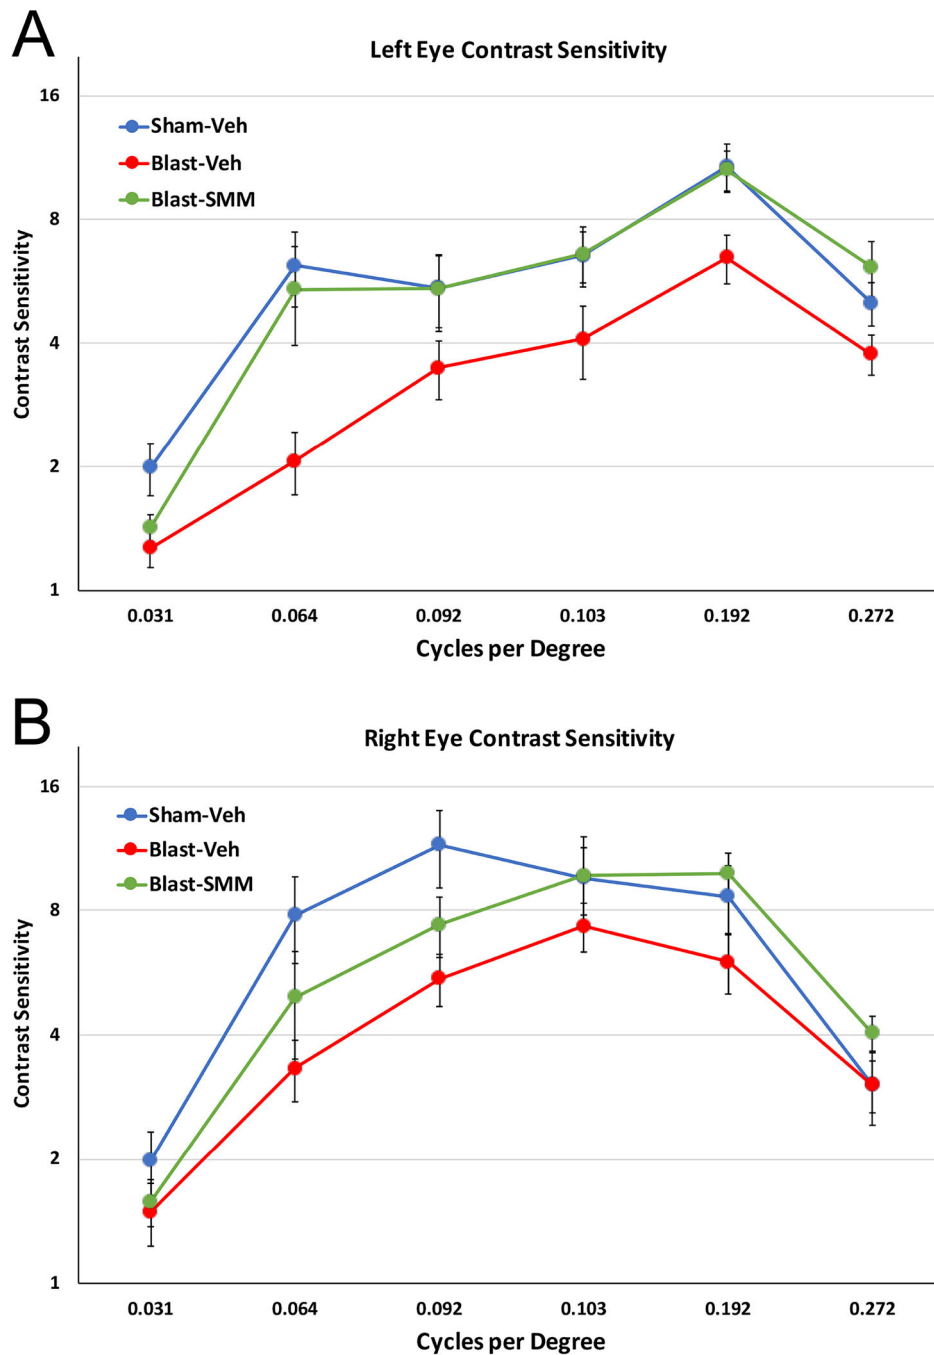 A
Left Eye Contrast Sensitivity
16
8
4
2
1
Contrast Sensitivity
Sham-Veh
Blast-Veh
Blast-SMM
0.031 0.064 0.092 0.103 0.192 0.272
Cycles per Degree
B
Right Eye Contrast Sensitivity
16
8
4
2
1
Contrast Sensitivity
Sham-Veh
Blast-Veh
Blast-SMM
0.031 0.064 0.092 0.103 0.192 0.272
Cycles per Degree